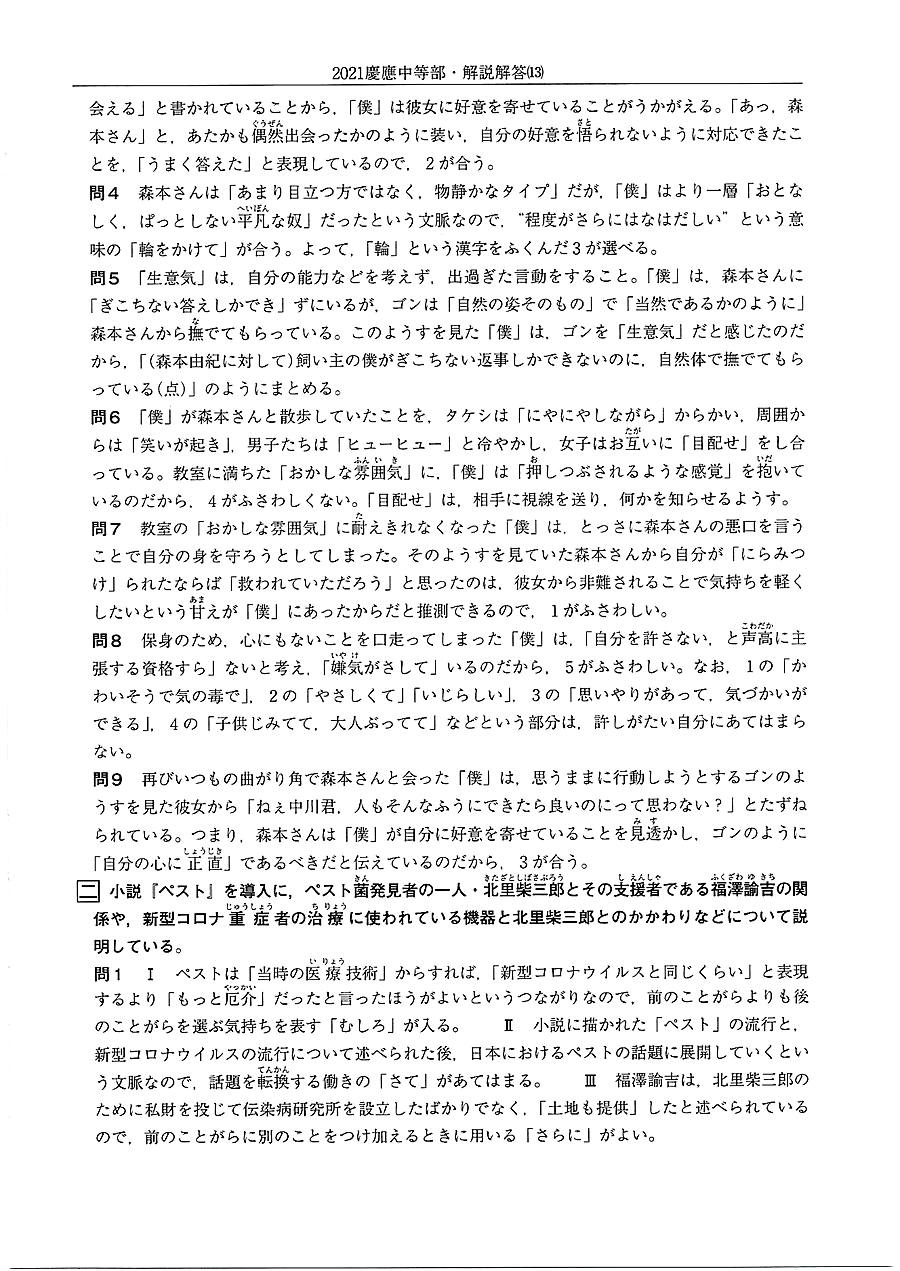 2021慶應中等部・解説解答⒀
会える」と書かれていることから，「僕」は彼女に好意を寄せていることがうかがえる。「あっ，森
本さん」と，あたかも偶然出会ったかのように装い，自分の好意を悟られないように対応できたこ
とを，「うまく答えた」と表現しているので，2が合う。
問4　森本さんは「あまり目立つ方ではなく，物静かなタイプ」だが，「僕」はより一層「おとな
しく，ぱっとしない平凡な奴」だったという文脈なので，“程度がさらにはなはだしい”という意
味の「輪をかけて」が合う。よって，「輪」という漢字をふくんだ3が選べる。
問5　「生意気」は，自分の能力などを考えず，出過ぎた言動をすること。「僕」は，森本さんに
「ぎこちない答えしかでき」ずにいるが，ゴンは「自然の姿そのもの」で「当然であるかのように」
森本さんから撫でてもらっている。このようすを見た「僕」は，ゴンを「生意気」だと感じたのだ
から，「(森本由紀に対して)飼い主の僕がぎこちない返事しかできないのに，自然体で撫でてもら
っている(点)」のようにまとめる。
問6　「僕」が森本さんと散歩していたことを，タケシは「にやにやしながら」からかい，周囲か
らは「笑いが起き」，男子たちは「ヒューヒュー」と冷やかし，女子はお互いに「目配せ」をし合
っている。教室に満ちた「おかしな雰囲気」に，「僕」は「押しつぶされるような感覚」を抱いて
いるのだから，4がふさわしくない。「目配せ」は，相手に視線を送り，何かを知らせるようす。
問7　教室の「おかしな雰囲気」に耐えきれなくなった「僕」は，とっさに森本さんの悪口を言う
ことで自分の身を守ろうとしてしまった。そのようすを見ていた森本さんから自分が「にらみつ
け」られたならば「救われていただろう」と思ったのは，彼女から非難されることで気持ちを軽く
したいという甘えが「僕」にあったからだと推測できるので，1がふさわしい。
問8　保身のため，心にもないことを口走ってしまった「僕」は，「自分を許さない，と声高に主
張する資格すら」ないと考え，「嫌気がさして」いるのだから，5がふさわしい。なお，1の「か
わいそうで気の毒で」，2の「やさしくて」「いじらしい」，3の「思いやりがあって，気づかいが
できる」，4の「子供じみてて，大人ぶってて」などという部分は，許しがたい自分にあてはまら
ない。
問9　再びいつもの曲がり角で森本さんと会った「僕」は，思うままに行動しようとするゴンのよ
うすを見た彼女から「ねぇ中川君，人もそんなふうにできたら良いのにって思わない？」とたずね
られている。つまり，森本さんは「僕」が自分に好意を寄せていることを見透かし，ゴンのように
「自分の心に正直」であるべきだと伝えているのだから，3が合う。
二　小説『ペスト』を導入に，ペスト菌発見者の一人・北里柴三郎とその支援者である福澤諭吉の関
係や，新型コロナ重症者の治療に使われている機器と北里柴三郎とのかかわりなどについて説
明している。
問1　Ⅰ　ペストは「当時の医療技術」からすれば，「新型コロナウイルスと同じくらい」と表現
するより「もっと厄介」だったと言ったほうがよいというつながりなので，前のことがらよりも後
のことがらを選ぶ気持ちを表す「むしろ」が入る。　　Ⅱ　小説に描かれた「ペスト」の流行と，
新型コロナウイルスの流行について述べられた後，日本におけるペストの話題に展開していくとい
う文脈なので，話題を転換する働きの「さて」があてはまる。　　Ⅲ　福澤諭吉は，北里柴三郎の
ために私財を投じて伝染病研究所を設立したばかりでなく，「土地も提供」したと述べられている
ので，前のことがらに別のことをつけ加えるときに用いる「さらに」がよい。